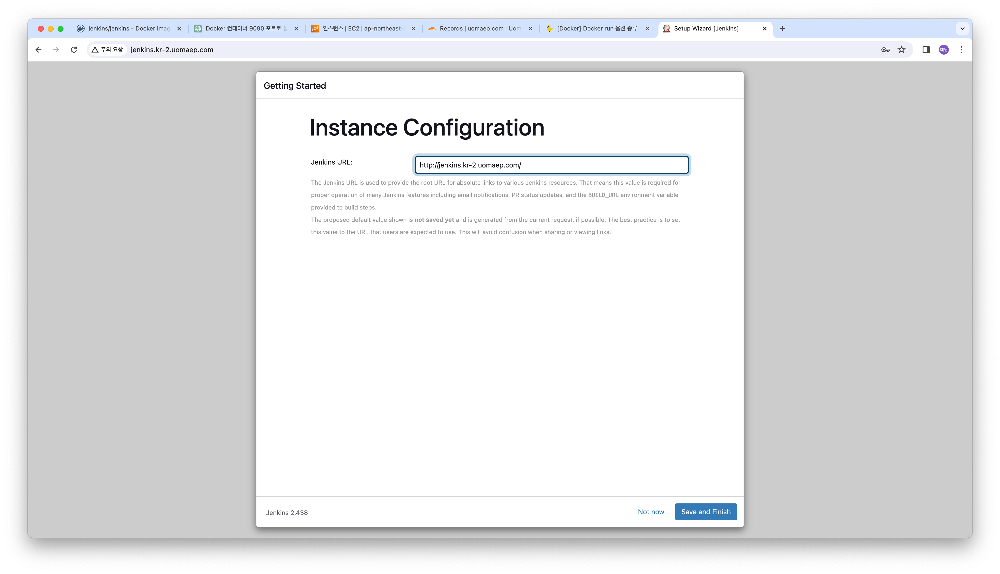 jenkins/jenkins - Docker Imag
Docker 컨테이너 9090 포트로 실
인스턴스 | EC2 | ap-northeast-
Records | uomaep.com | Uom
[Docker] Docker run 옵션 종류
Setup Wizard [Jenkins]
주의 요함
jenkins.kr-2.uomaep.com
대원
Getting Started
Instance Configuration
Jenkins URL:
http://jenkins.kr-2.uomaep.com/
The Jenkins URL is used to provide the root URL for absolute links to various Jenkins resources. That means this value is required for
proper operation of many Jenkins features including email notifications, PR status updates, and the BUILD_URL environment variable
provided to build steps.
The proposed default value shown is not saved yet and is generated from the current request, if possible. The best practice is to set
this value to the URL that users are expected to use. This will avoid confusion when sharing or viewing links.
Jenkins 2.438
Not now
Save and Finish